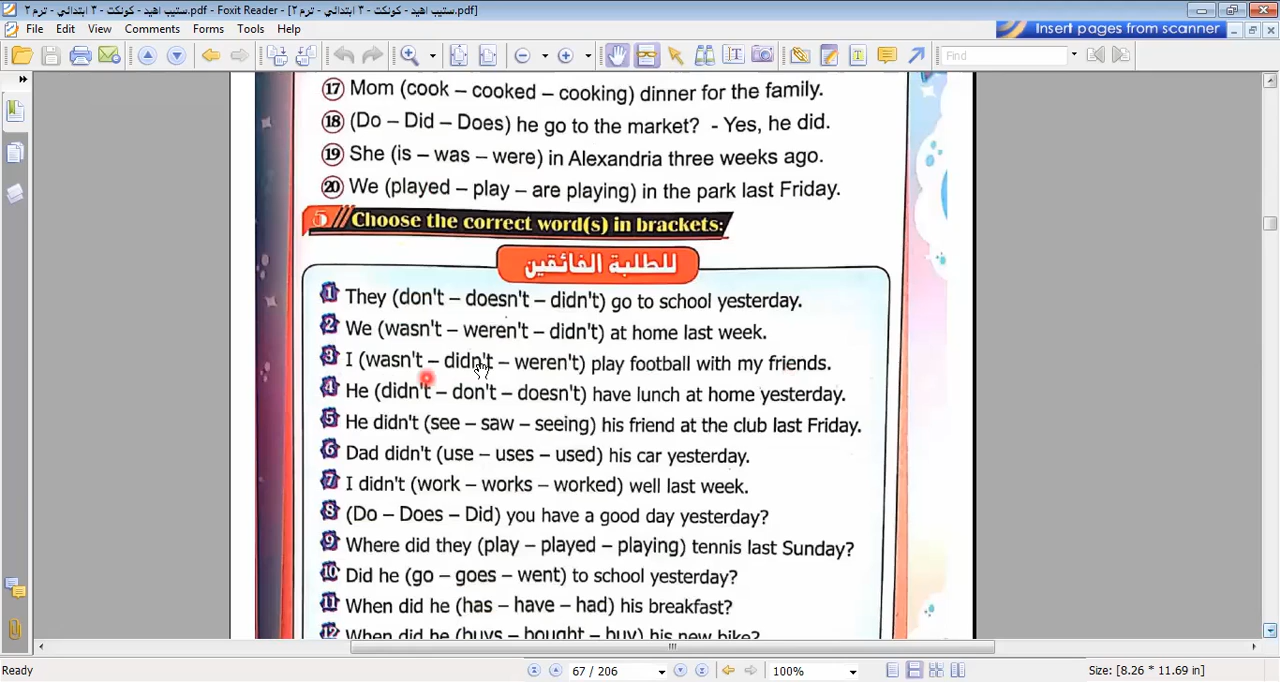 ستيب اهيد - كونكت - ٣ ابتدائي - ترم ٢.pdf - Foxit Reader - [ستيب اهيد - كونكت - ٣ ابتدائي - ترم ٢.pdf]
File Edit View Comments Forms Tools Help
Insert pages from scanner
Find
17 Mom (cook – cooked – cooking) dinner for the family.
18 (Do – Did – Does) he go to the market? - Yes, he did.
19 She (is – was – were) in Alexandria three weeks ago.
20 We (played – play – are playing) in the park last Friday.
5 Choose the correct word(s) in brackets:
للطلبة الفائقين
1 They (don't – doesn't – didn't) go to school yesterday.
2 We (wasn't – weren't – didn't) at home last week.
3 I (wasn't – didn't – weren't) play football with my friends.
4 He (didn't – don't – doesn't) have lunch at home yesterday.
5 He didn't (see – saw – seeing) his friend at the club last Friday.
6 Dad didn't (use – uses – used) his car yesterday.
7 I didn't (work – works – worked) well last week.
8 (Do – Does – Did) you have a good day yesterday?
9 Where did they (play – played – playing) tennis last Sunday?
10 Did he (go – goes – went) to school yesterday?
11 When did he (has – have – had) his breakfast?
12 When did he (buys – bought – buy) his new bike?
Ready
67 / 206
100%
Size: [8.26 * 11.69 in]